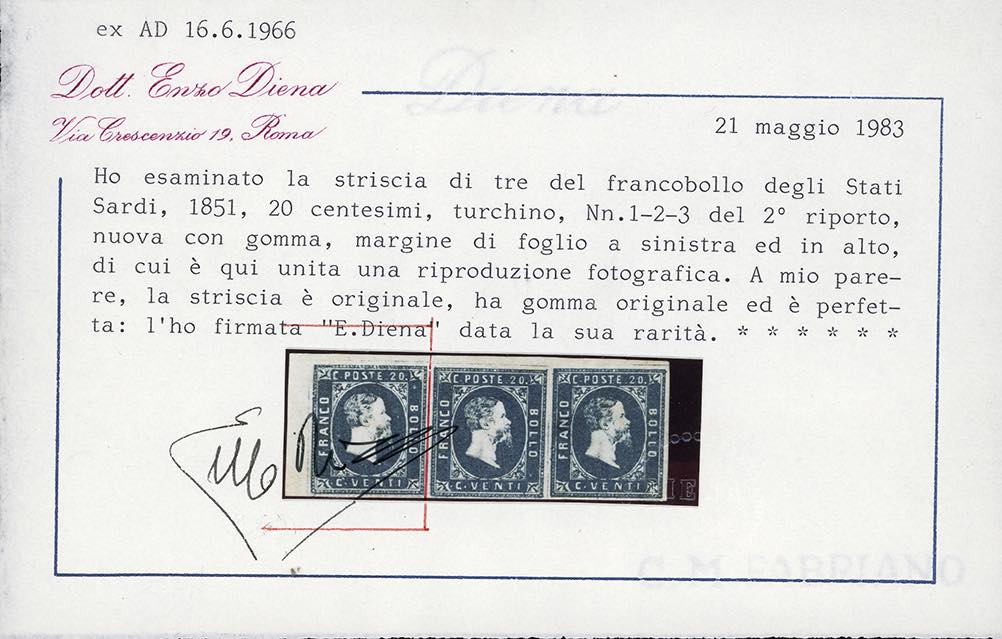 ex AD 16.6.1966
Dott. Enzo Diena
Via Crescenzio 19, Roma
Diena
21 maggio 1983
Ho esaminato la striscia di tre del francobollo degli Stati
Sardi, 1851, 20 centesimi, turchino, Nn.1-2-3 del 2° riporto,
nuova con gomma, margine di foglio a sinistra ed in alto,
di cui è qui unita una riproduzione fotografica. A mio pare-
re, la striscia è originale, ha gomma originale ed è perfet-
ta: l'ho firmata "E.Diena" data la sua rarità. * * * * * *
C. POSTE. 20. C. POSTE. 20. C. POSTE. 20.
FRANCO BOLLO FRANCO BOLLO FRANCO BOLLO
C. VENTI C. VENTI C. VENTI
IE
C. M. FABRIANO